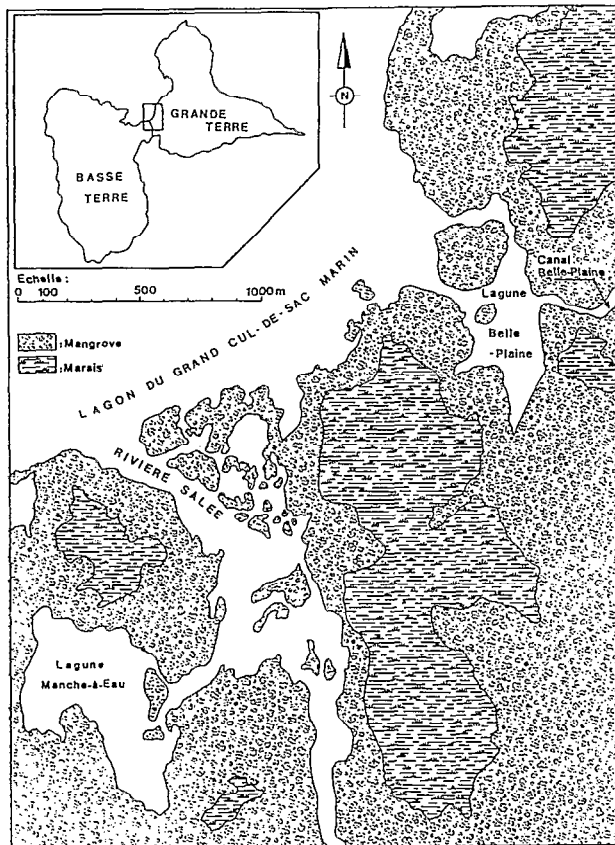 GRANDE
TERRE
BASSE
TERRE
N
Echelle :
0 100 500 1000m
:Mangrove
:Marais
LAGON DU GRAND CUL-DE-SAC MARIN
RIVIERE SALEE
Canal
Belle-Plaine
Lagune
Belle
-Plaine
Lagune
Manche-à-Eau